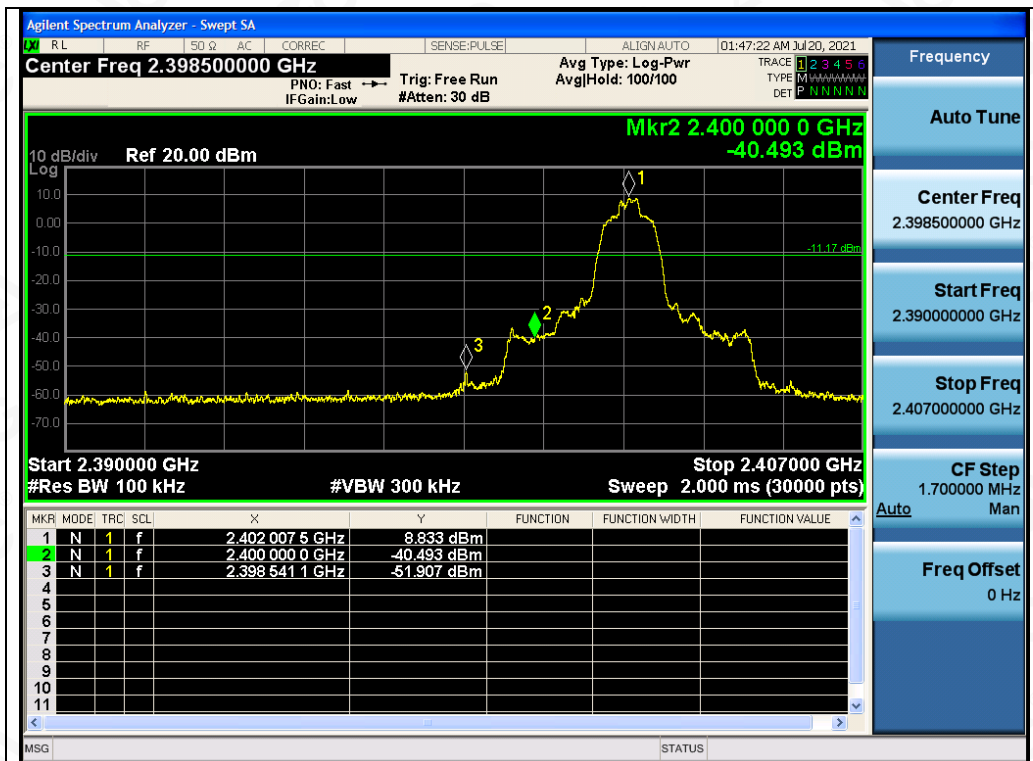 Agilent Spectrum Analyzer - Swept SA
LXI RL RF 50 Ω AC CORREC SENSE:PULSE ALIGN AUTO 01:47:22 AM Jul 20, 2021
Center Freq 2.398500000 GHz
PNO: Fast
IFGain:Low
Trig: Free Run
#Atten: 30 dB
Avg Type: Log-Pwr
Avg|Hold: 100/100
TRACE 1 2 3 4 5 6
TYPE M WWWWW
DET P N N N N N
Mkr2 2.400 000 0 GHz
-40.493 dBm
10 dB/div Ref 20.00 dBm
Log
10.0
0.00
-10.0
-20.0
-30.0
-40.0
-50.0
-60.0
-70.0
1
-11.17 dBm
2
3
Start 2.390000 GHz Stop 2.407000 GHz
#Res BW 100 kHz #VBW 300 kHz Sweep 2.000 ms (30000 pts)
MKR MODE TRC SCL X Y FUNCTION FUNCTION WIDTH FUNCTION VALUE
1 N 1 f 2.402 007 5 GHz 8.833 dBm
2 N 1 f 2.400 000 0 GHz -40.493 dBm
3 N 1 f 2.398 541 1 GHz -51.907 dBm
4
5
6
7
8
9
10
11
MSG STATUS
Frequency
Auto Tune
Center Freq
2.398500000 GHz
Start Freq
2.390000000 GHz
Stop Freq
2.407000000 GHz
CF Step
1.700000 MHz
Auto Man
Freq Offset
0 Hz